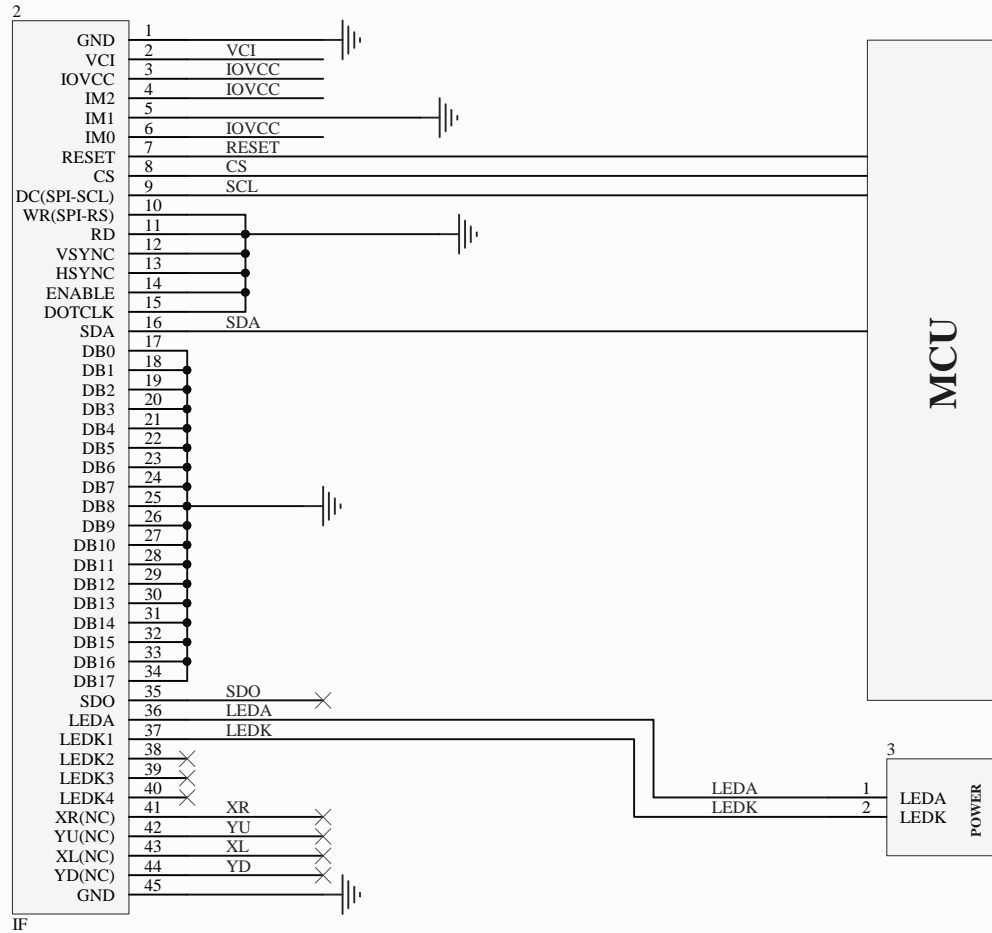 2
GND 1
VCI 2 VCI
IOVCC 3 IOVCC
IM2 4 IOVCC
IM1 5
IM0 6 IOVCC
RESET 7 RESET
CS 8 CS
DC(SPI-SCL) 9 SCL
WR(SPI-RS) 10
RD 11
VSYNC 12
HSYNC 13
ENABLE 14
DOTCLK 15
SDA 16 SDA
DB0 17
DB1 18
DB2 19
DB3 20
DB4 21
DB5 22
DB6 23
DB7 24
DB8 25
DB9 26
DB10 27
DB11 28
DB12 29
DB13 30
DB14 31
DB15 32
DB16 33
DB17 34
SDO 35 SDO
LEDA 36 LEDA
LEDK1 37 LEDK
LEDK2 38
LEDK3 39
LEDK4 40
XR(NC) 41 XR
YU(NC) 42 YU
XL(NC) 43 XL
YD(NC) 44 YD
GND 45
IF
MCU
3
LEDA 1 LEDA
LEDK 2 LEDK
POWER